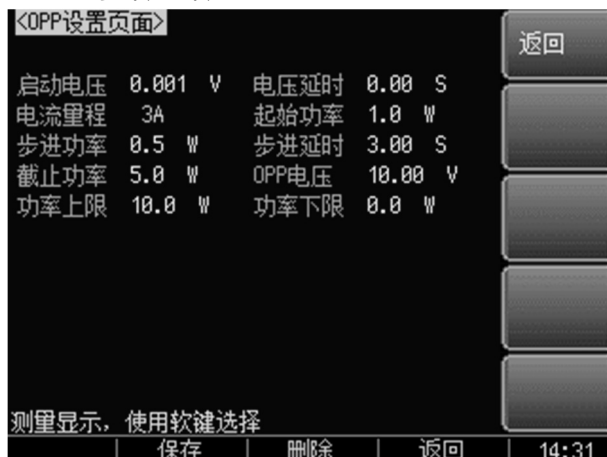 <OPP设置页面>
返回
启动电压 0.001 V 电压延时 0.00 S
电流量程 3A 起始功率 1.0 W
步进功率 0.5 W 步进延时 3.00 S
截止功率 5.0 W OPP电压 10.00 V
功率上限 10.0 W 功率下限 0.0 W
测量显示，使用软键选择
保存 删除 返回 14:31